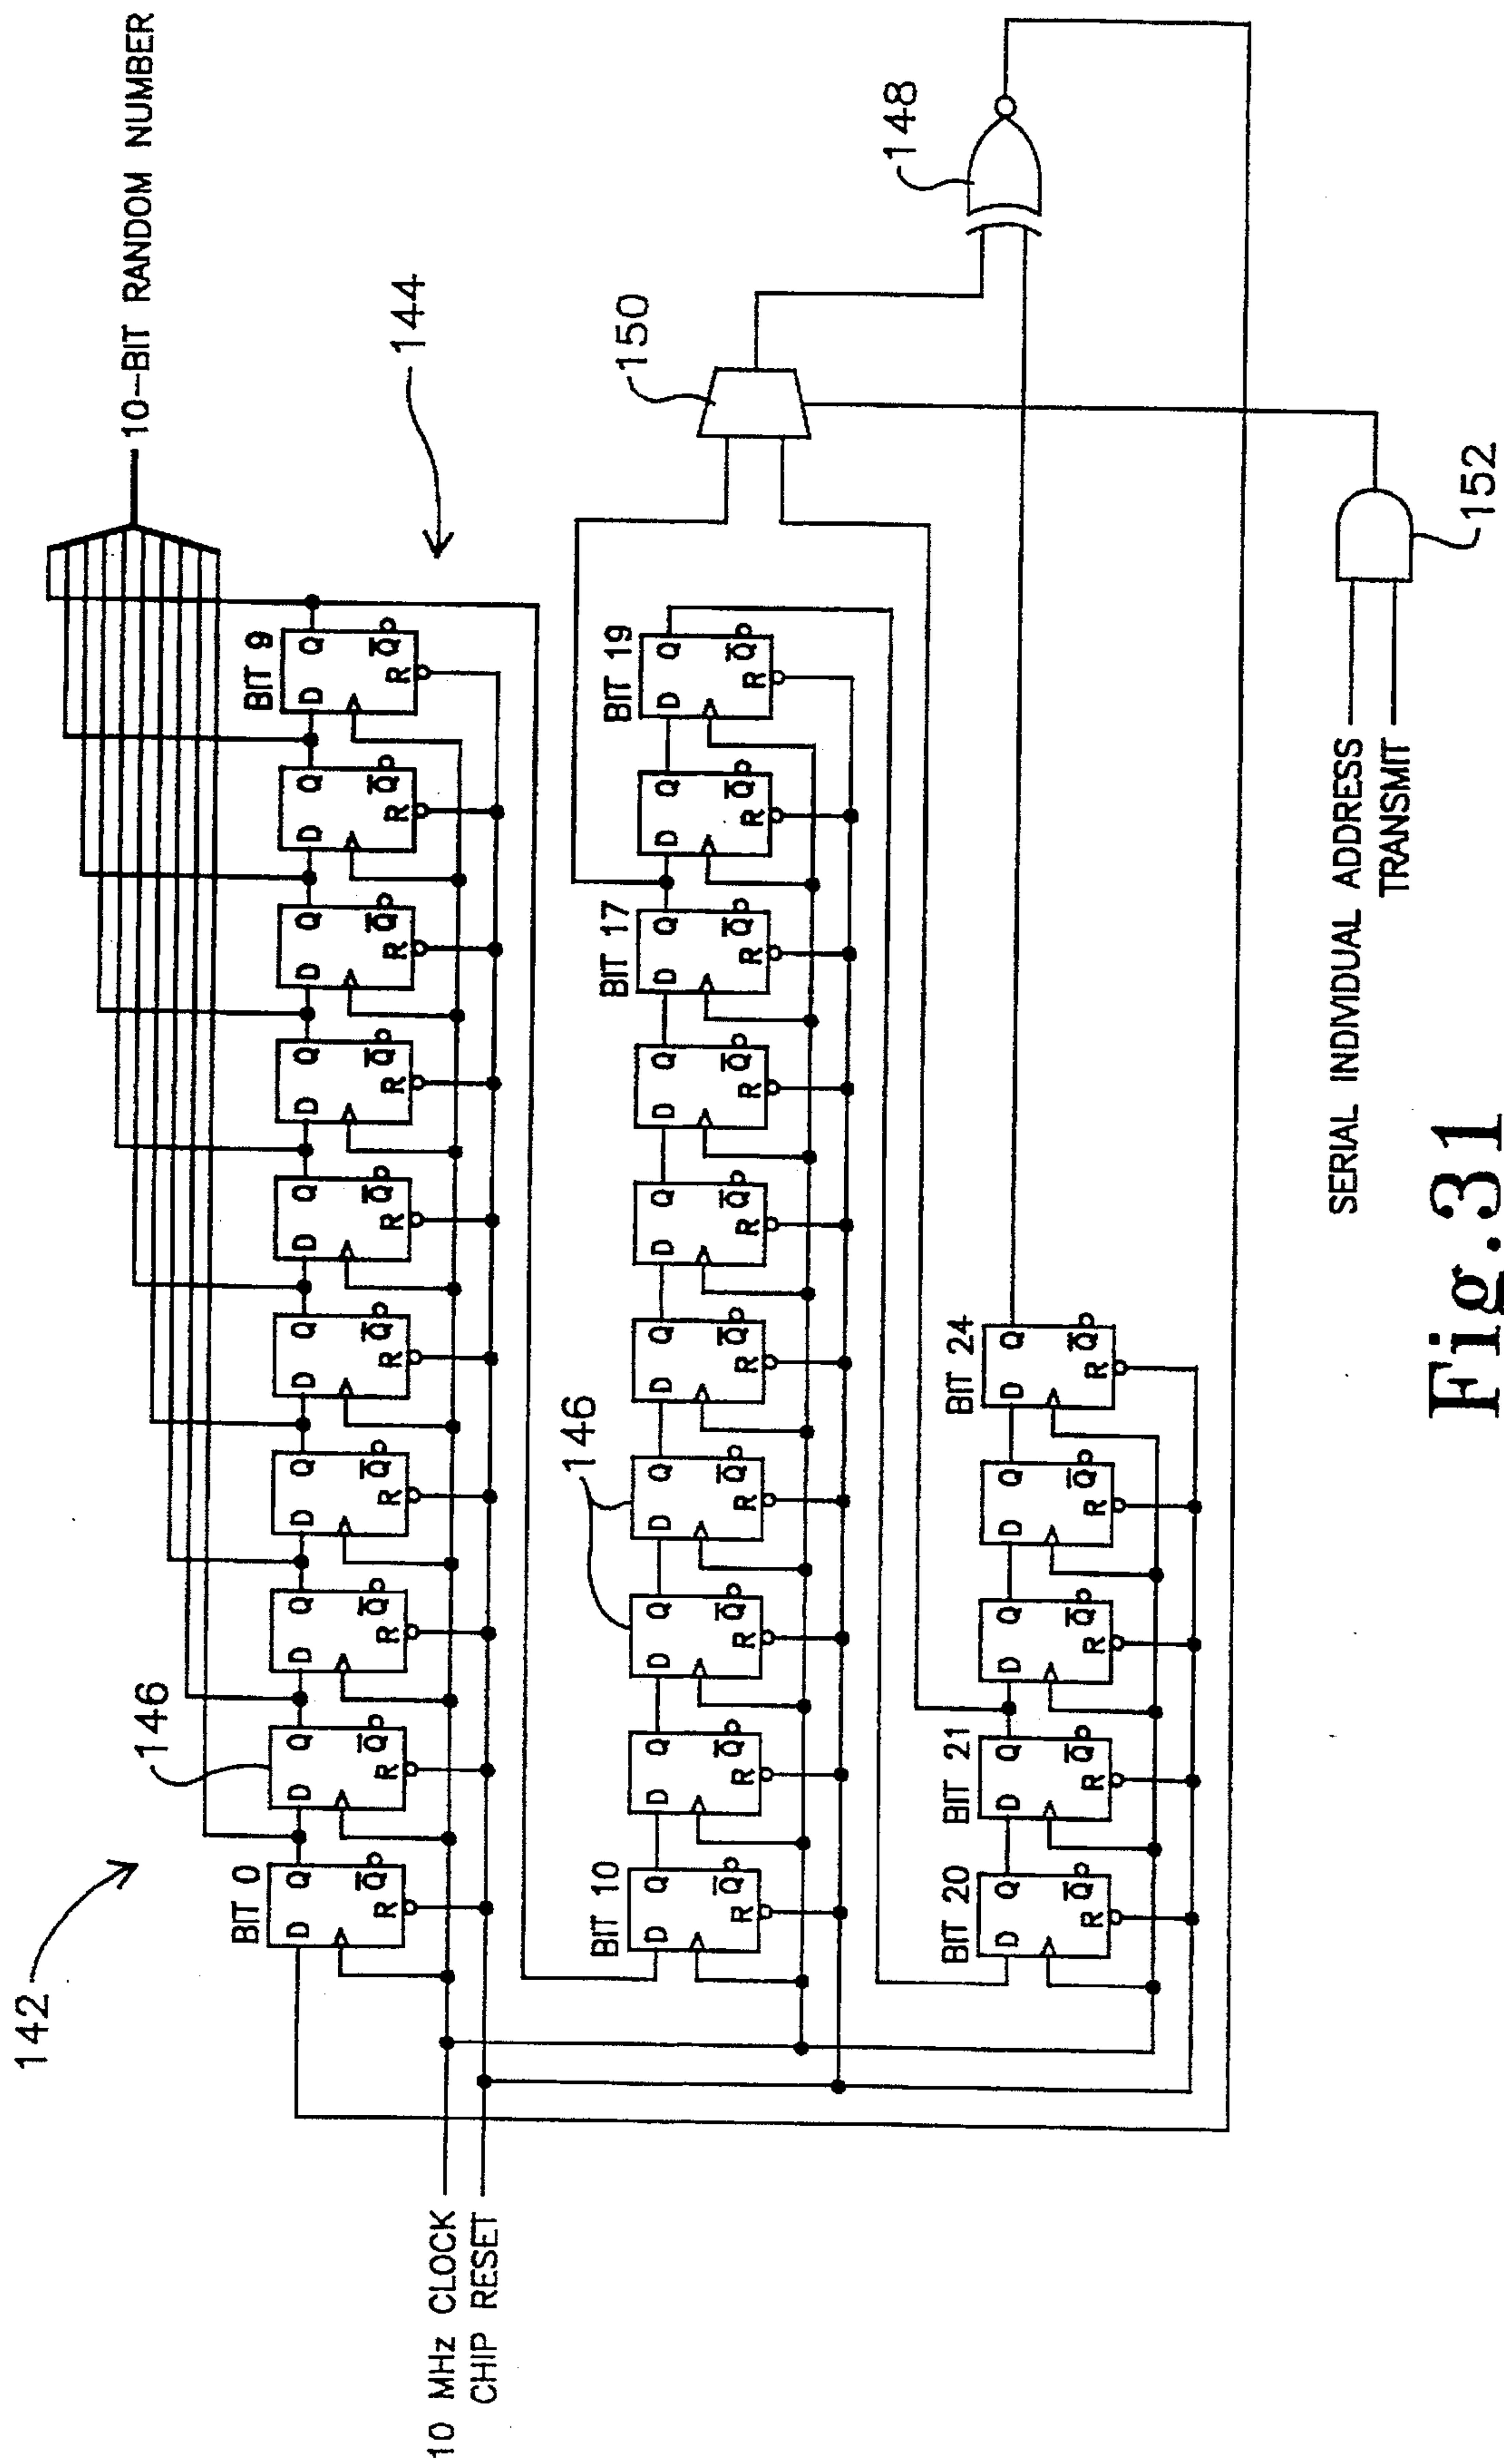 142
10-BIT RANDOM NUMBER
BIT 0
146
BIT 9
144
D Q Q R
D Q Q R
D Q Q R
D Q Q R
D Q Q R
D Q Q R
D Q Q R
D Q Q R
D Q Q R
D Q Q R
10 MHz CLOCK
CHIP RESET
BIT 10
146
BIT 17
BIT 19
150
D Q Q R
D Q Q R
D Q Q R
D Q Q R
D Q Q R
D Q Q R
D Q Q R
D Q Q R
D Q Q R
D Q Q R
148
BIT 20
BIT 21
BIT 24
D Q Q R
D Q Q R
D Q Q R
D Q Q R
D Q Q R
SERIAL INDIVIDUAL ADDRESS
TRANSMIT
152
Fig.31